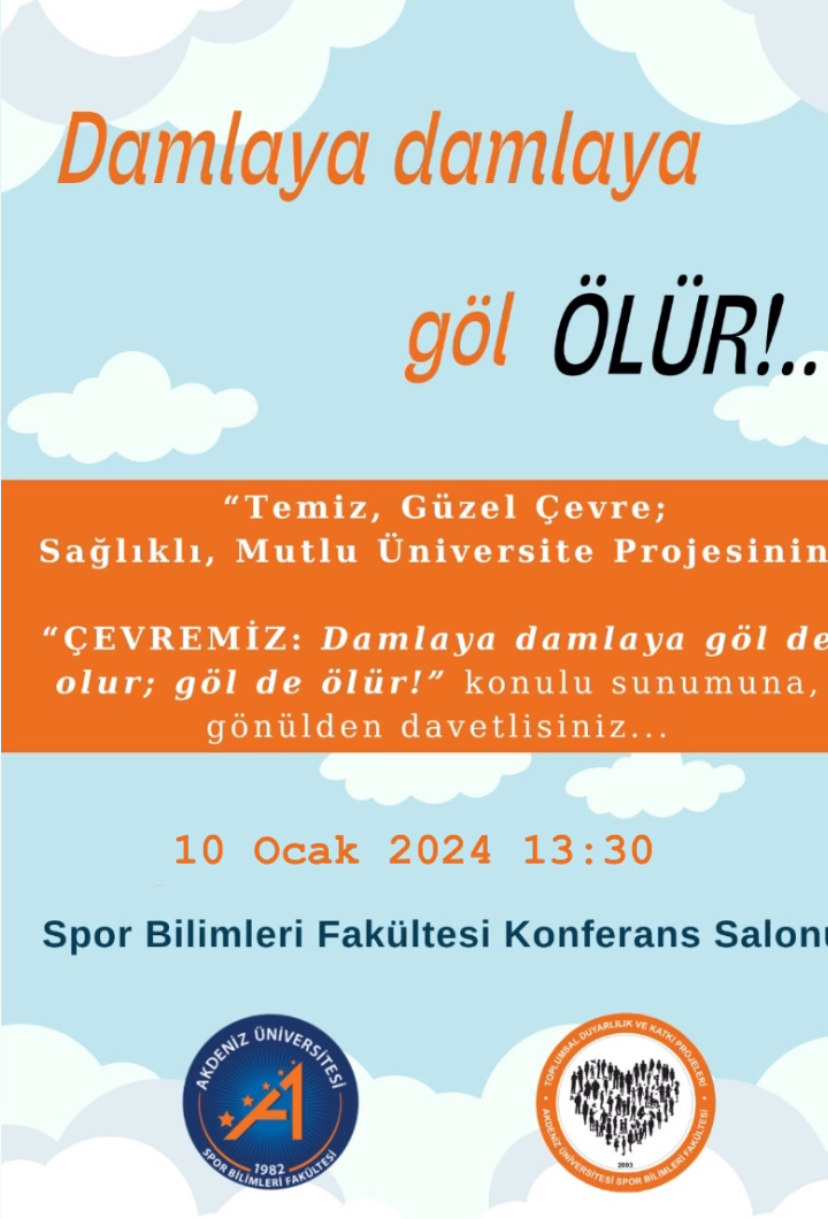 Damlaya damlaya
göl ÖLÜR!..
“Temiz, Güzel Çevre;
Sağlıklı, Mutlu Üniversite Projesinin
“ÇEVREMİZ: Damlaya damlaya göl de
olur; göl de ölür!” konulu sunumuna,
gönülden davetlisiniz...
10 Ocak 2024 13:30
Spor Bilimleri Fakültesi Konferans Salonu
AKDENİZ ÜNİVERSİTESİ
1982
SPOR BİLİMLERİ FAKÜLTESİ
TOPLUMSAL DUYARLILIK VE KATKI PROJELERİ
2003
AKDENİZ ÜNİVERSİTESİ SPOR BİLİMLERİ FAKÜLTESİ